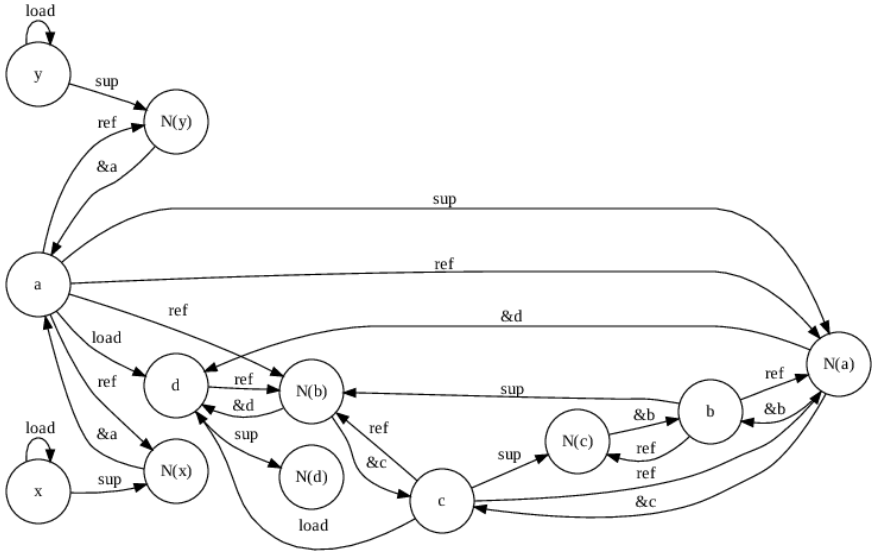 load
y
sup
N(y)
ref
&a
sup
a
ref
ref
&d
load
N(a)
d
ref
N(b)
ref
sup
ref
&d
&b
b
&b
load
&a
sup
ref
N(c)
ref
N(x)
N(d)
&c
sup
x
sup
c
ref
&c
load